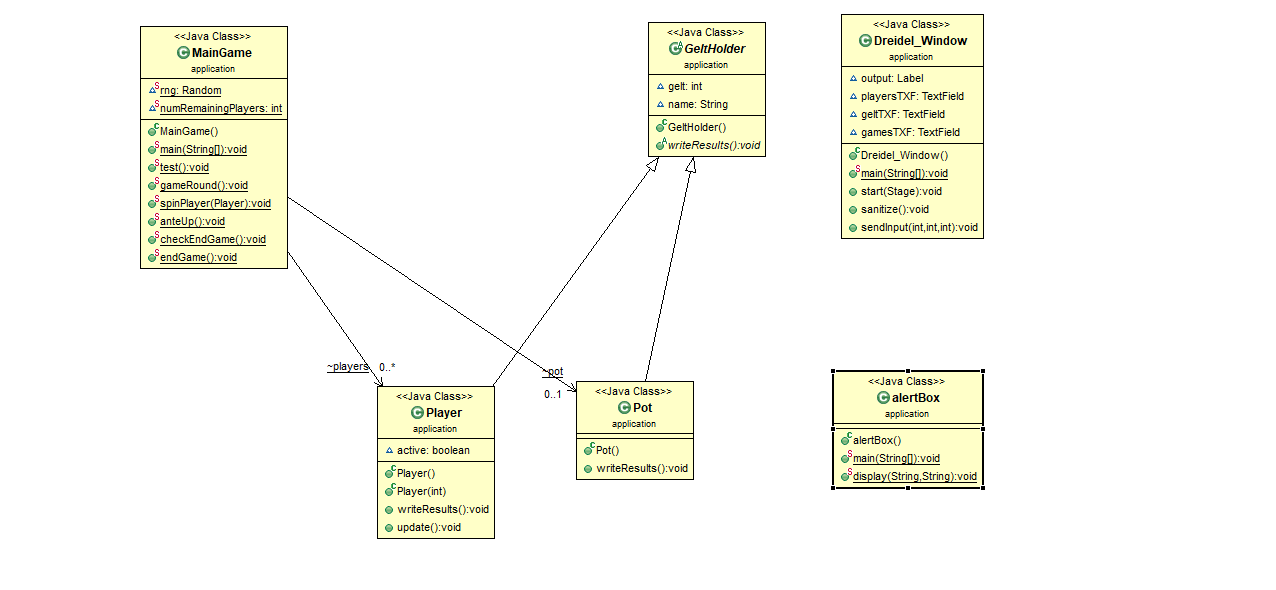 <<Java Class>>
MainGame
application
rng: Random
numRemainingPlayers: int
MainGame()
main(String[]):void
test():void
gameRound():void
spinPlayer(Player):void
anteUp():void
checkEndGame():void
endGame():void
<<Java Class>>
GeltHolder
application
gelt: int
name: String
GeltHolder()
writeResults():void
<<Java Class>>
Dreidel_Window
application
output: Label
playersTXF: TextField
geltTXF: TextField
gamesTXF: TextField
Dreidel_Window()
main(String[]):void
start(Stage):void
sanitize():void
sendInput(int,int,int):void
~players 0..*
~pot
0..1
<<Java Class>>
Player
application
active: boolean
Player()
Player(int)
writeResults():void
update():void
<<Java Class>>
Pot
application
Pot()
writeResults():void
<<Java Class>>
alertBox
application
alertBox()
main(String[]):void
display(String,String):void